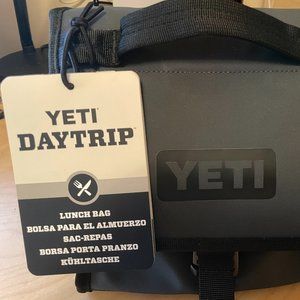 YETI
DAYTRIP
LUNCH BAG
BOLSA PARA EL ALMUERZO
SAC-REPAS
BORSA PORTA PRANZO
KÜHLTASCHE
YETI